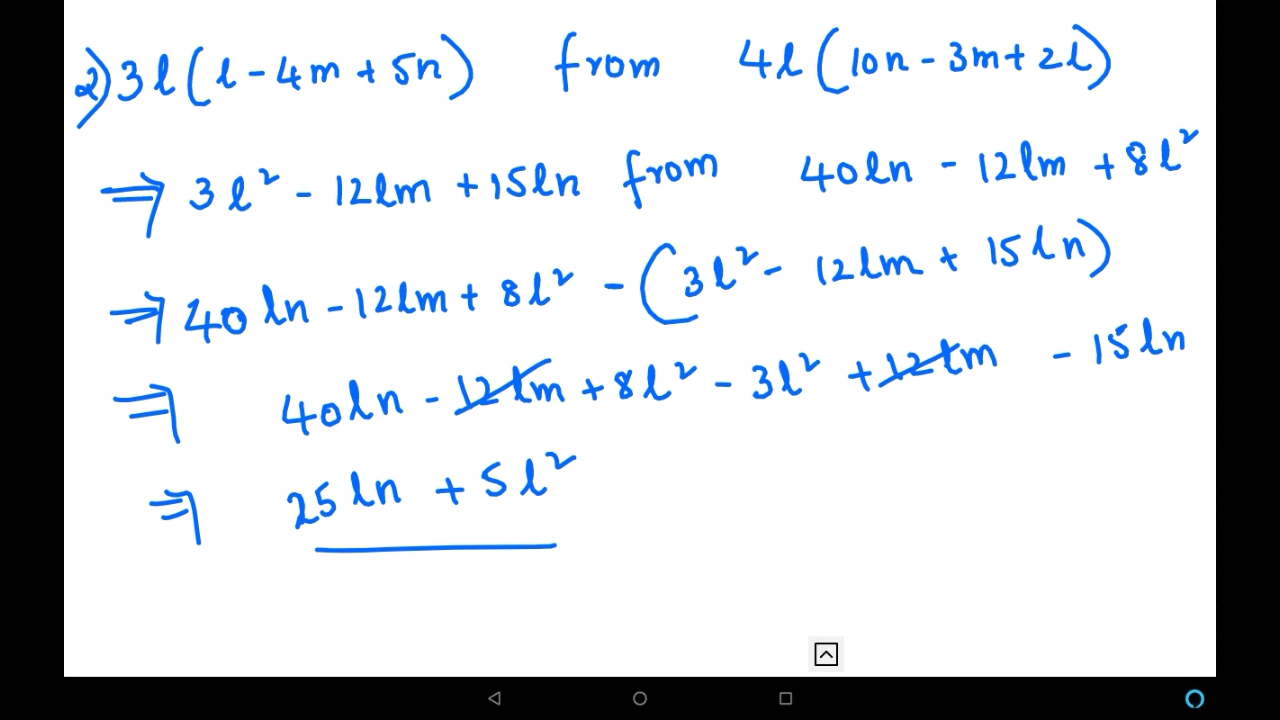 2) 3l(l-4m+5n) from 4l(10n-3m+2l)
⇒ 3l² - 12lm + 15ln from 40ln - 12lm + 8l²
⇒ 40ln - 12lm + 8l² - (3l² - 12lm + 15ln)
⇒ 40ln - 12lm + 8l² - 3l² + 12lm - 15ln
⇒ 25ln + 5l²